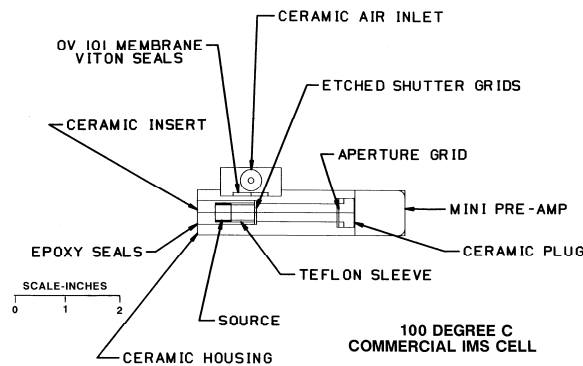 CERAMIC AIR INLET
OV 101 MEMBRANE
VITON SEALS
ETCHED SHUTTER GRIDS
CERAMIC INSERT
APERTURE GRID
MINI PRE-AMP
EPOXY SEALS
CERAMIC PLUG
TEFLON SLEEVE
SCALE-INCHES
0 1 2
SOURCE
100 DEGREE C
COMMERCIAL IMS CELL
CERAMIC HOUSING